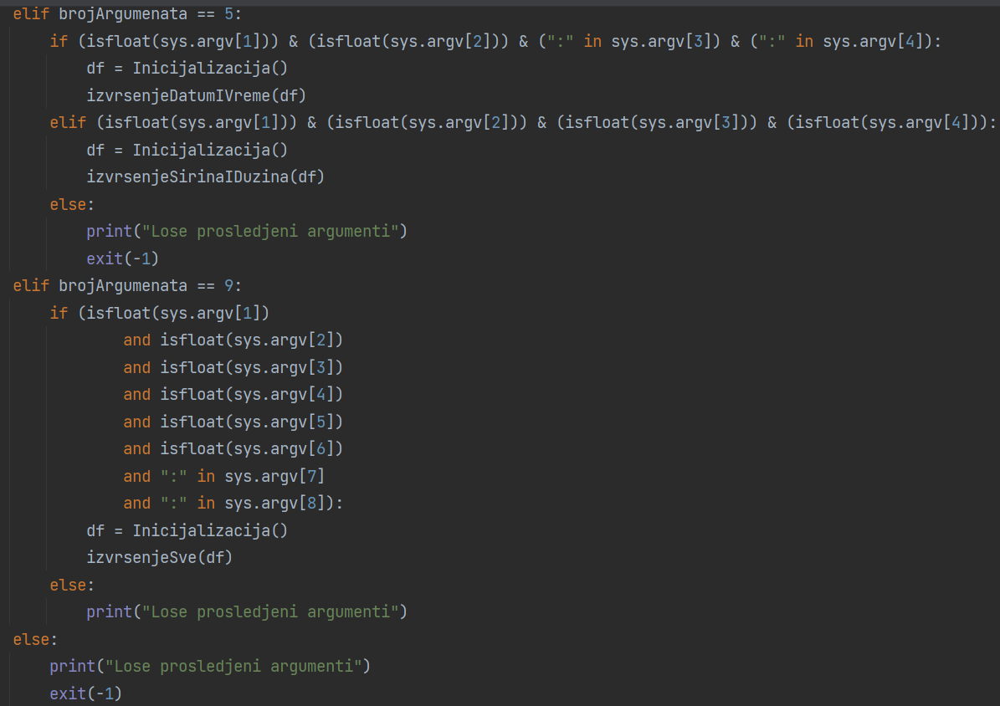 elif brojArgumenata == 5:
    if (isfloat(sys.argv[1])) & (isfloat(sys.argv[2])) & (":" in sys.argv[3]) & (":" in sys.argv[4]):
        df = Inicijalizacija()
        izvrsenjeDatumIVreme(df)
    elif (isfloat(sys.argv[1])) & (isfloat(sys.argv[2])) & (isfloat(sys.argv[3])) & (isfloat(sys.argv[4])):
        df = Inicijalizacija()
        izvrsenjeSirinaIDuzina(df)
    else:
        print("Lose prosledjeni argumenti")
        exit(-1)
elif brojArgumenata == 9:
    if (isfloat(sys.argv[1])
            and isfloat(sys.argv[2])
            and isfloat(sys.argv[3])
            and isfloat(sys.argv[4])
            and isfloat(sys.argv[5])
            and isfloat(sys.argv[6])
            and ":" in sys.argv[7]
            and ":" in sys.argv[8]):
        df = Inicijalizacija()
        izvrsenjeSve(df)
    else:
        print("Lose prosledjeni argumenti")
else:
    print("Lose prosledjeni argumenti")
    exit(-1)